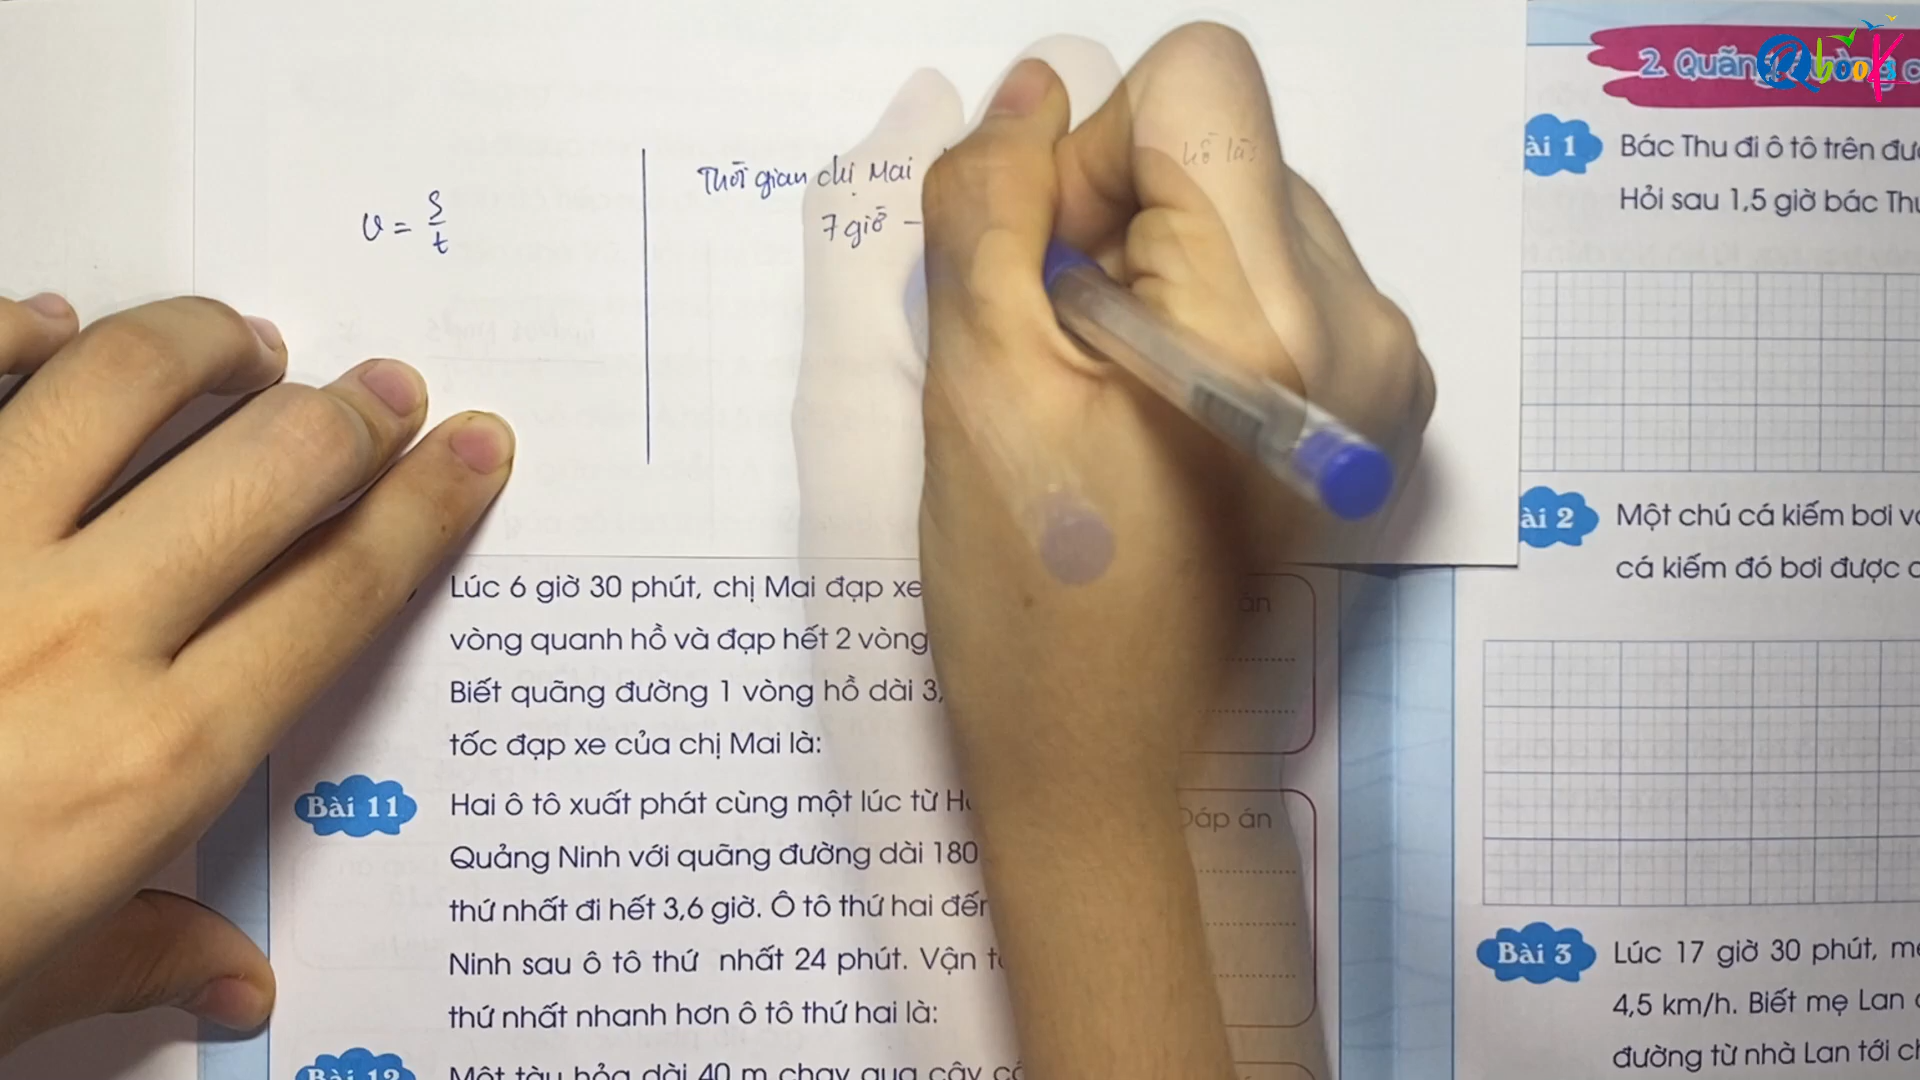 Qbooks
2. Quãng
Bài 1
Bác Thu đi ô tô trên
Hỏi sau 1,5 giờ bác
v = s/t
Thời gian chị Mai
hồ là:
7 giờ -
Lúc 6 giờ 30 phút, chị Mai đạp xe
vòng quanh hồ và đạp hết 2 vòng
Biết quãng đường 1 vòng hồ dài 3,
tốc đạp xe của chị Mai là:
Bài 11
Hai ô tô xuất phát cùng một lúc từ
Quảng Ninh với quãng đường dài 180
thứ nhất đi hết 3,6 giờ. Ô tô thứ hai
Ninh sau ô tô thứ nhất 24 phút. Vận
thứ nhất nhanh hơn ô tô thứ hai là:
án
Đáp án
Bài 12
Một tàu hỏa dài 40 m chạy qua cây
Bài 2
Một chú cá kiếm bơi
cá kiếm đó bơi được
Bài 3
Lúc 17 giờ 30 phút,
4,5 km/h. Biết mẹ Lan
đường từ nhà Lan tới